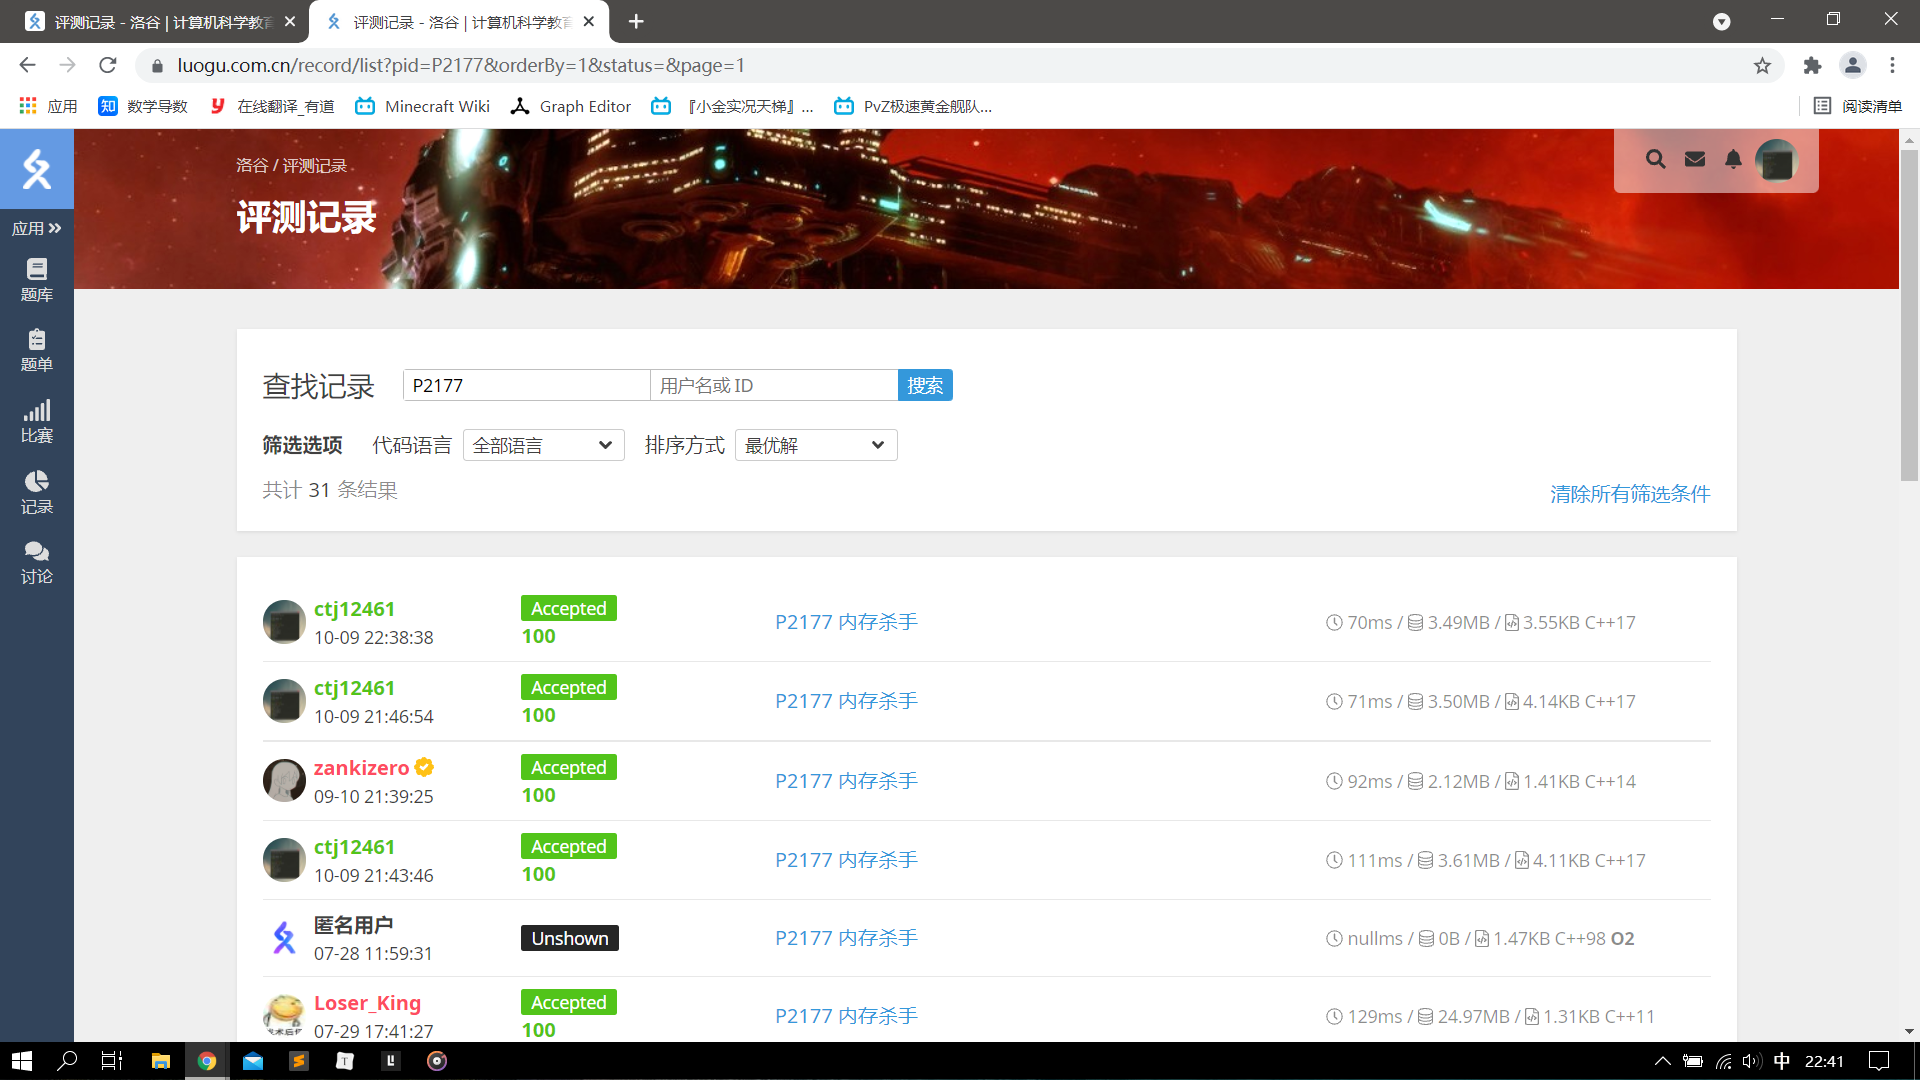 评测记录 - 洛谷 | 计算机科学教育
评测记录 - 洛谷 | 计算机科学教育
luogu.com.cn/record/list?pid=P2177&orderBy=1&status=&page=1
应用
知 数学导数
y 在线翻译_有道
Minecraft Wiki
Graph Editor
『小金实况天梯』...
PvZ极速黄金舰队...
阅读清单
洛谷 / 评测记录
评测记录
应用
题库
题单
比赛
记录
讨论
查找记录 P2177 用户名或 ID 搜索
筛选选项 代码语言 全部语言 排序方式 最优解
共计 31 条结果
清除所有筛选条件
ctj12461 Accepted
10-09 22:38:38 100
P2177 内存杀手
70ms / 3.49MB / 3.55KB C++17
ctj12461 Accepted
10-09 21:46:54 100
P2177 内存杀手
71ms / 3.50MB / 4.14KB C++17
zankizero Accepted
09-10 21:39:25 100
P2177 内存杀手
92ms / 2.12MB / 1.41KB C++14
ctj12461 Accepted
10-09 21:43:46 100
P2177 内存杀手
111ms / 3.61MB / 4.11KB C++17
匿名用户
07-28 11:59:31
Unshown
P2177 内存杀手
nullms / 0B / 1.47KB C++98 O2
Loser_King Accepted
07-29 17:41:27 100
P2177 内存杀手
129ms / 24.97MB / 1.31KB C++11
中 22:41